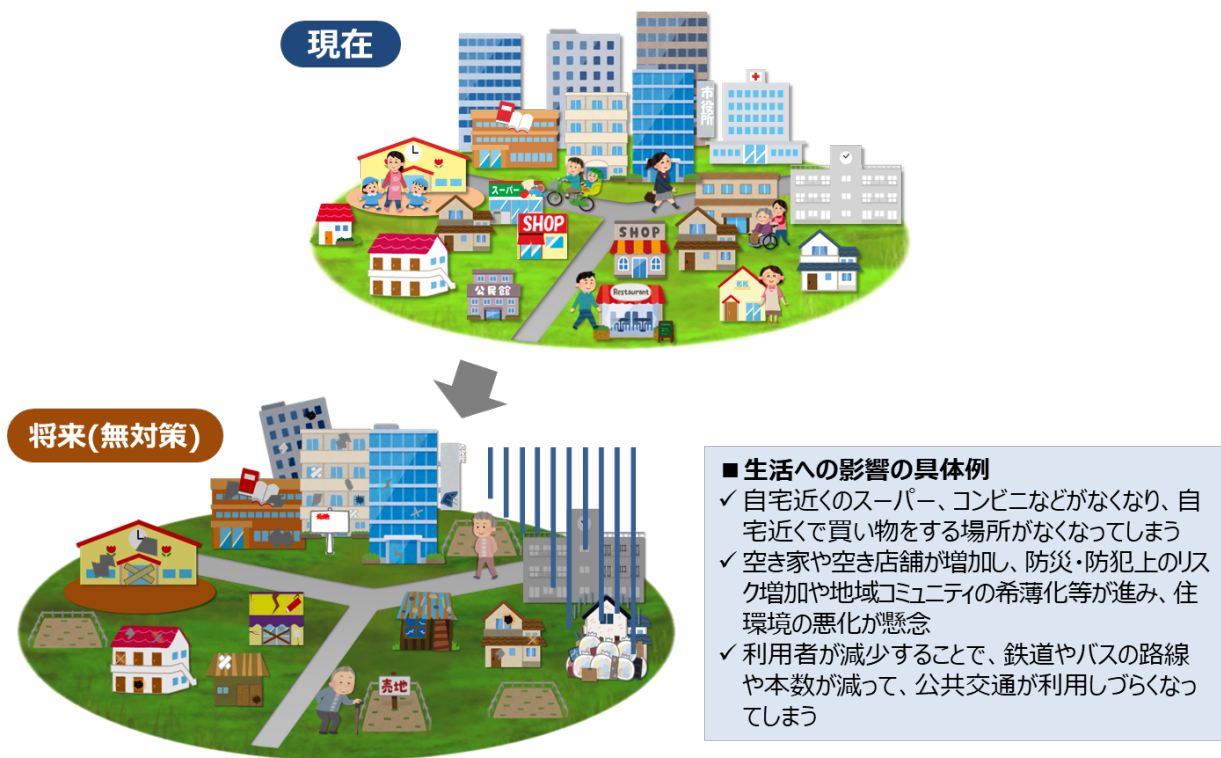 現在
市役所
スーパー
SHOP
SHOP
公民館
Restaurant
将来(無対策)
売地
■生活への影響の具体例
✓ 自宅近くのスーパー、コンビニなどがなくなり、自
宅近くで買い物をする場所がなくなってしまう
✓ 空き家や空き店舗が増加し、防災・防犯上のリス
ク増加や地域コミュニティの希薄化等が進み、住
環境の悪化が懸念
✓ 利用者が減少することで、鉄道やバスの路線
や本数が減って、公共交通が利用しづらくなっ
てしまう